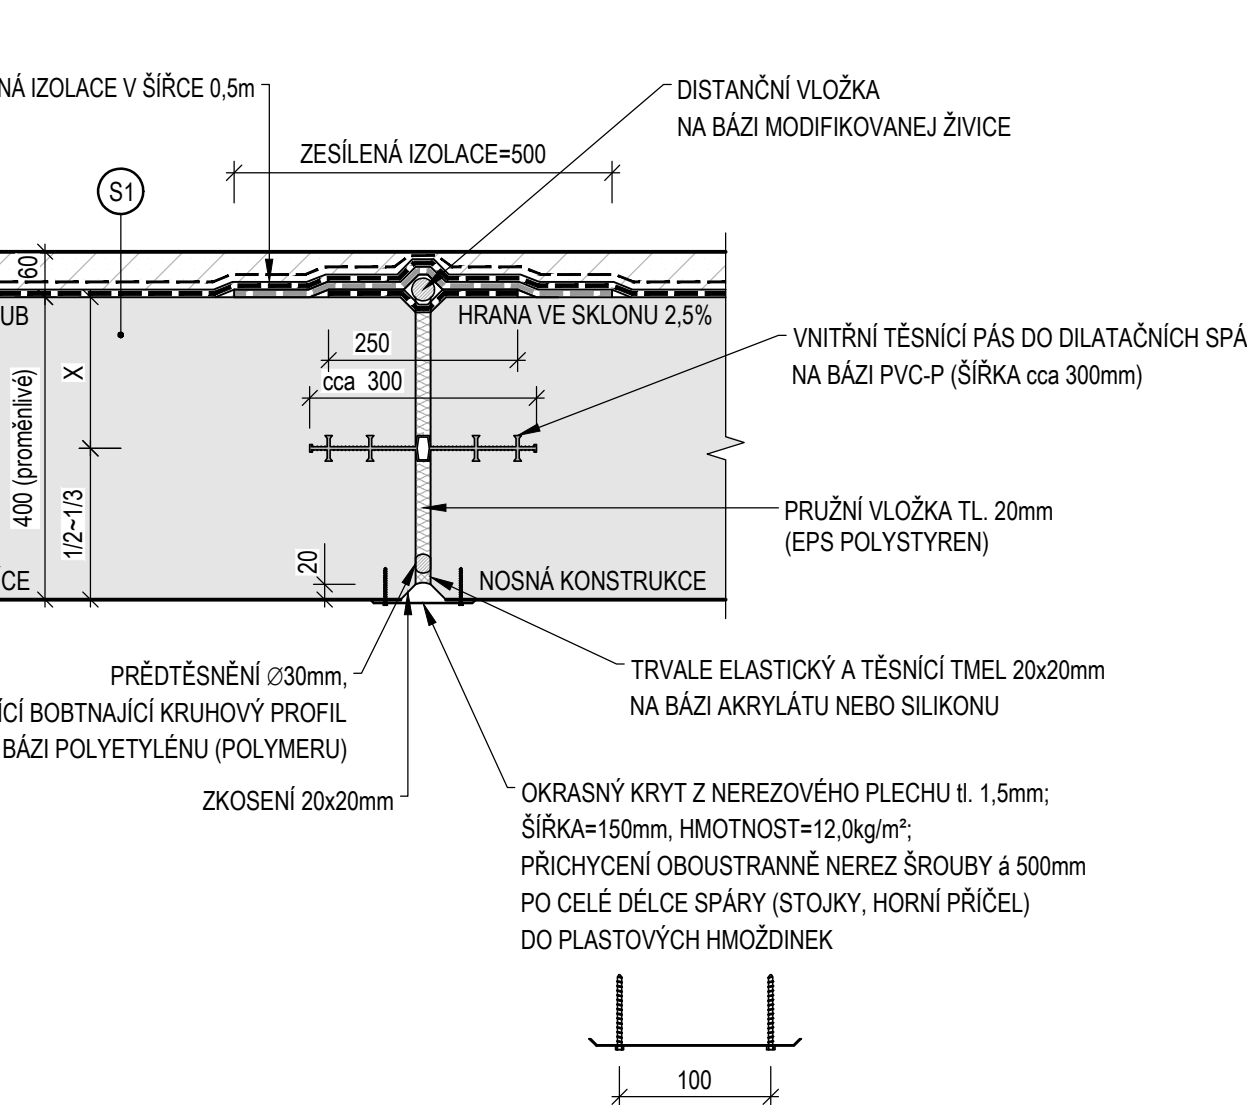 NÁ IZOLACE V ŠÍŘCE 0,5m
DISTANČNÍ VLOŽKA
NA BÁZI MODIFIKOVANEJ ŽIVICE
ZESÍLENÁ IZOLACE=500
S1
60
UB
HRANA VE SKLONU 2,5%
250
cca 300
X
400 (proměnlivé)
1/2~1/3
VNITŘNÍ TĚSNÍCÍ PÁS DO DILATAČNÍCH SPÁ
NA BÁZI PVC-P (ŠÍŘKA cca 300mm)
PRUŽNÍ VLOŽKA TL. 20mm
(EPS POLYSTYREN)
20
ÍCE
NOSNÁ KONSTRUKCE
PRĚDTĚSNĚNÍ ∅30mm,
ÍCÍ BOBTNAJÍCÍ KRUHOVÝ PROFIL
BÁZI POLYETYLÉNU (POLYMERU)
TRVALE ELASTICKÝ A TĚSNÍCÍ TMEL 20x20mm
NA BÁZI AKRYLÁTU NEBO SILIKONU
ZKOSENÍ 20x20mm
OKRASNÝ KRYT Z NEREZOVÉHO PLECHU tl. 1,5mm;
ŠÍŘKA=150mm, HMOTNOST=12,0kg/m²;
PŘICHYCENÍ OBOUSTRANNĚ NEREZ ŠROUBY á 500mm
PO CELÉ DÉLCE SPÁRY (STOJKY, HORNÍ PŘÍČEL)
DO PLASTOVÝCH HMOŽDINEK
100